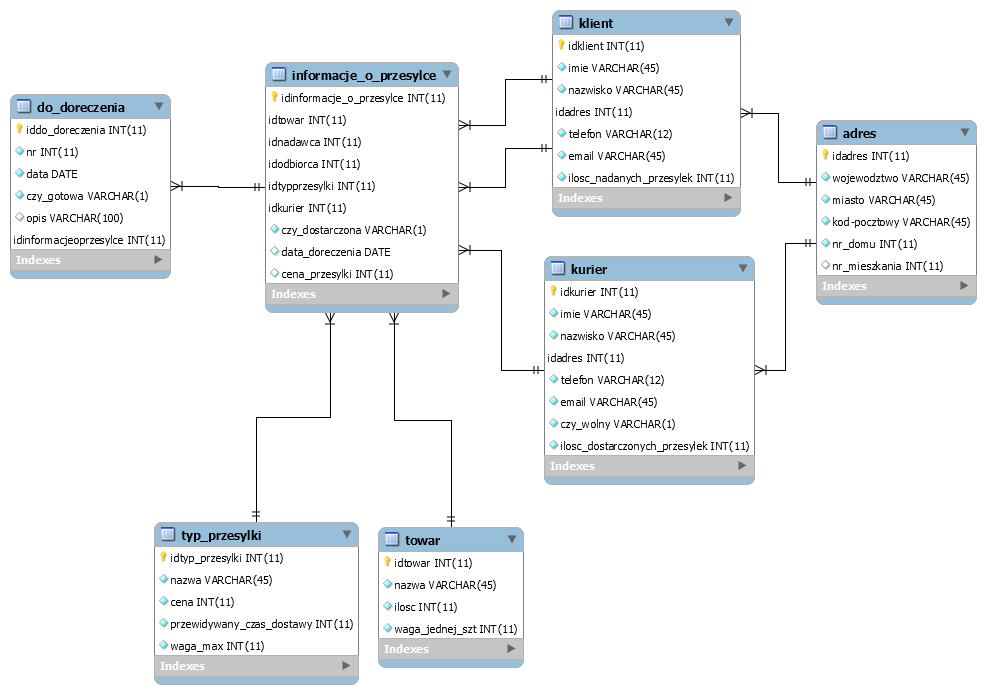 do_doreczenia
iddo_doreczenia INT(11)
nr INT(11)
data DATE
czy_gotowa VARCHAR(1)
opis VARCHAR(100)
idinformacjeoprzesylce INT(11)
Indexes
informacje_o_przesylce
idinformacje_o_przesylce INT(11)
idtowar INT(11)
idnadawca INT(11)
idodbiorca INT(11)
idtypprzesylki INT(11)
idkurier INT(11)
czy_dostarczona VARCHAR(1)
data_doreczenia DATE
cena_przesylki INT(11)
Indexes
klient
idklient INT(11)
imie VARCHAR(45)
nazwisko VARCHAR(45)
idadres INT(11)
telefon VARCHAR(12)
email VARCHAR(45)
ilosc_nadanych_przesylek INT(11)
Indexes
adres
idadres INT(11)
wojewodztwo VARCHAR(45)
miasto VARCHAR(45)
kod-pocztowy VARCHAR(45)
nr_domu INT(11)
nr_mieszkania INT(11)
Indexes
kurier
idkurier INT(11)
imie VARCHAR(45)
nazwisko VARCHAR(45)
idadres INT(11)
telefon VARCHAR(12)
email VARCHAR(45)
czy_wolny VARCHAR(1)
ilosc_dostarczonych_przesylek INT(11)
Indexes
typ_przesylki
idtyp_przesylki INT(11)
nazwa VARCHAR(45)
cena INT(11)
przewidywany_czas_dostawy INT(11)
waga_max INT(11)
Indexes
towar
idtowar INT(11)
nazwa VARCHAR(45)
ilosc INT(11)
waga_jednej_szt INT(11)
Indexes